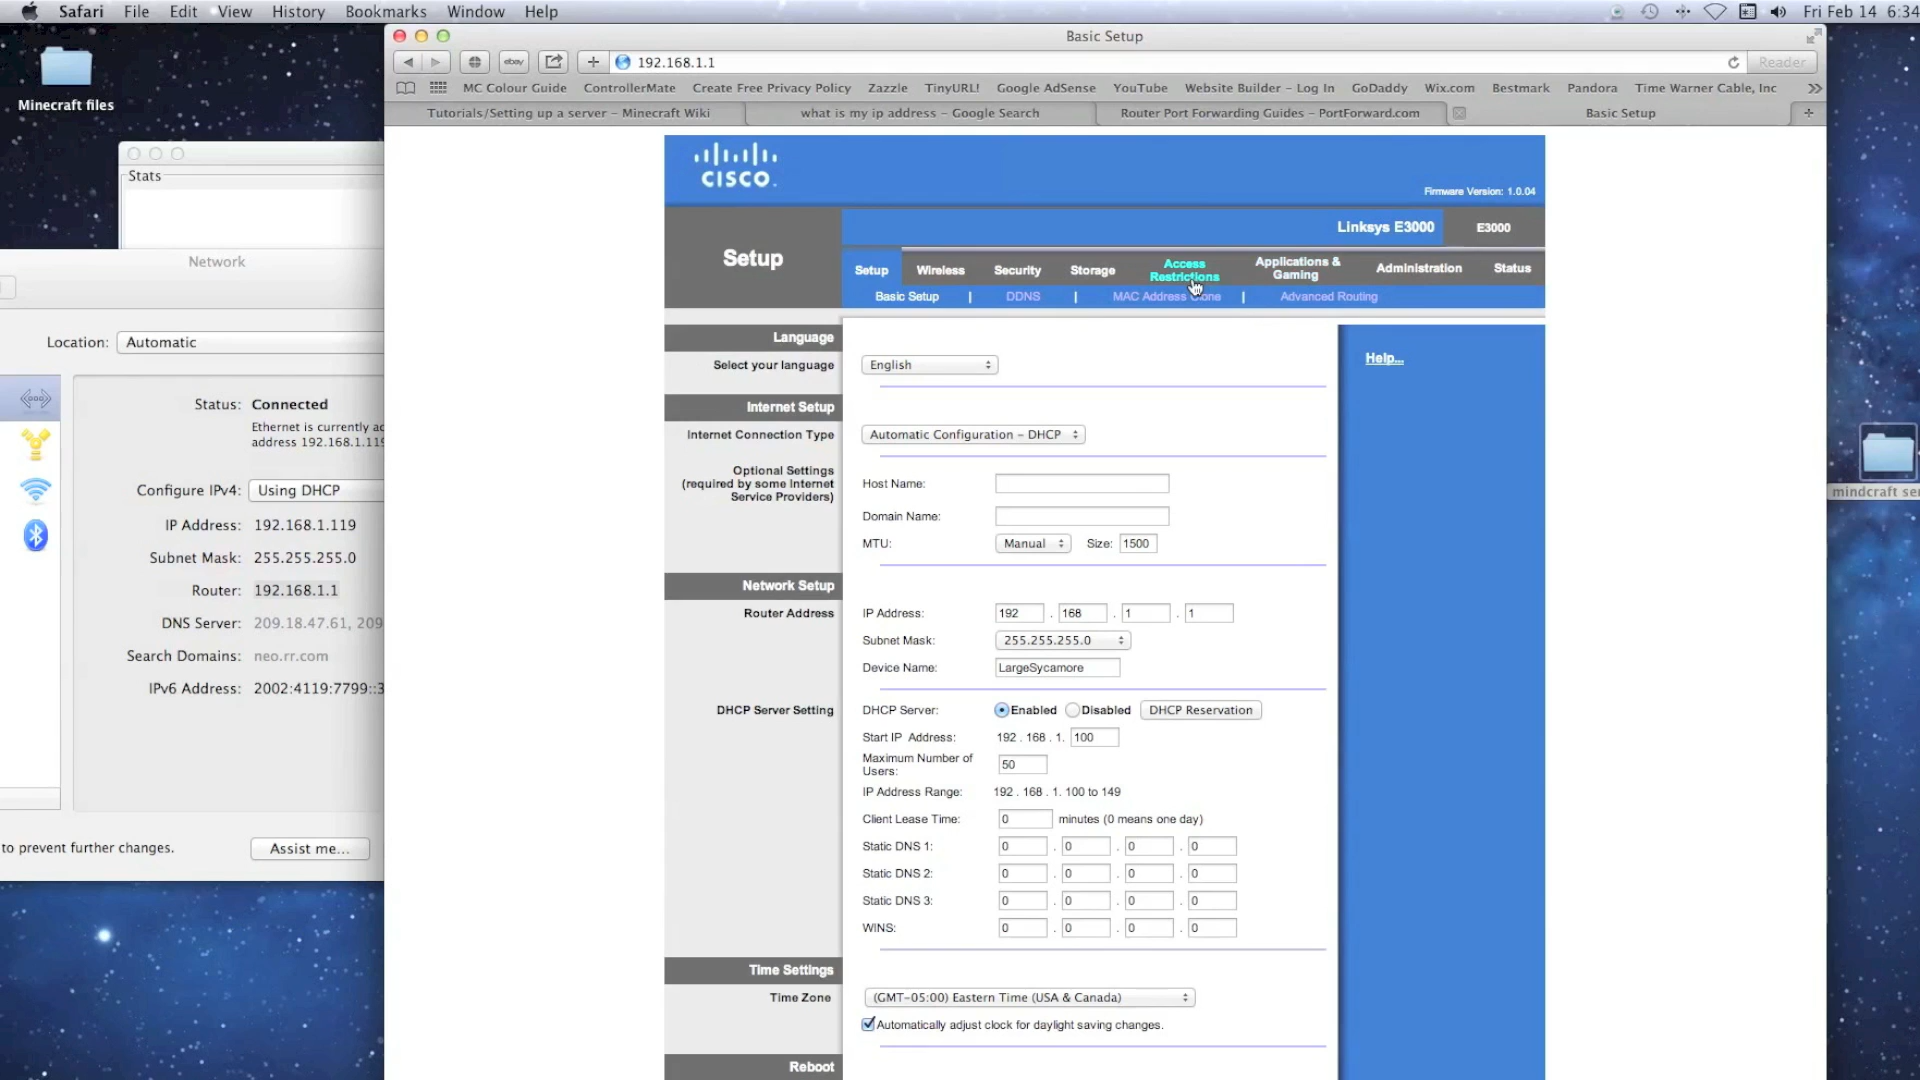 Safari File Edit View History Bookmarks Window Help
Fri Feb 14 6:34
Minecraft files
Basic Setup
ebay
192.168.1.1
Reader
MC Colour Guide ControllerMate Create Free Privacy Policy Zazzle TinyURL! Google AdSense YouTube Website Builder – Log In GoDaddy Wix.com Bestmark Pandora Time Warner Cable, Inc
Tutorials/Setting up a server – Minecraft Wiki
what is my ip address – Google Search
Router Port Forwarding Guides – PortForward.com
Basic Setup
Stats
Network
Location: Automatic
Status: Connected
Ethernet is currently ac
address 192.168.1.119
Configure IPv4: Using DHCP
IP Address: 192.168.1.119
Subnet Mask: 255.255.255.0
Router: 192.168.1.1
DNS Server: 209.18.47.61, 209
Search Domains: neo.rr.com
IPv6 Address: 2002:4119:7799::3
to prevent further changes.
Assist me...
CISCO
Firmware Version: 1.0.04
Linksys E3000 E3000
Setup
Setup Wireless Security Storage Access Restrictions Applications & Gaming Administration Status
Basic Setup | DDNS | MAC Address Clone | Advanced Routing
Language
Select your language English
Help...
Internet Setup
Internet Connection Type Automatic Configuration – DHCP
Optional Settings
(required by some Internet
Service Providers)
Host Name:
Domain Name:
MTU: Manual Size: 1500
Network Setup
Router Address
IP Address: 192 . 168 . 1 . 1
Subnet Mask: 255.255.255.0
Device Name: LargeSycamore
DHCP Server Setting
DHCP Server: Enabled Disabled DHCP Reservation
Start IP Address: 192 . 168 . 1. 100
Maximum Number of
Users: 50
IP Address Range: 192 . 168 . 1. 100 to 149
Client Lease Time: 0 minutes (0 means one day)
Static DNS 1: 0 . 0 . 0 . 0
Static DNS 2: 0 . 0 . 0 . 0
Static DNS 3: 0 . 0 . 0 . 0
WINS: 0 . 0 . 0 . 0
Time Settings
Time Zone
(GMT–05:00) Eastern Time (USA & Canada)
Automatically adjust clock for daylight saving changes.
Reboot
mindcraft ser